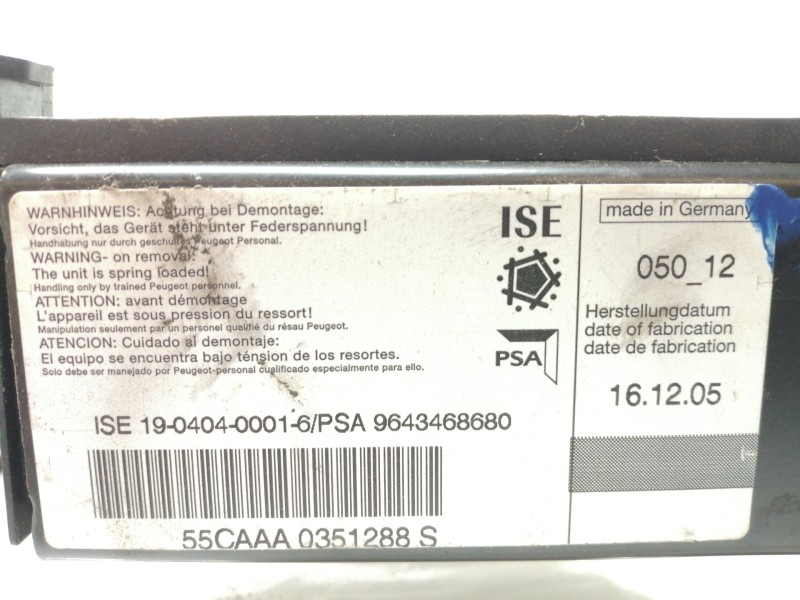 WARNHINWEIS: Achtung bei Demontage:
Vorsicht, das Gerät steht unter Federspannung!
Handhabung nur durch geschultes Peugeot Personal.
WARNING- on removal:
The unit is spring loaded!
Handling only by trained Peugeot personnel.
ATTENTION: avant démontage
L'appareil est sous pression du ressort!
Manipulation seulement par un personel qualifié du résau Peugeot.
ATENCION: Cuidado al demontaje:
El equipo se encuentra bajo ténsion de los resortes.
Solo debe ser manejado por Peugeot-personal cualificado especialmente para ello.
ISE
PSA
ISE 19-0404-0001-6/PSA 9643468680
55CAAA 0351288 S
made in Germany
050_12
Herstellungdatum
date of fabrication
date de fabrication
16.12.05